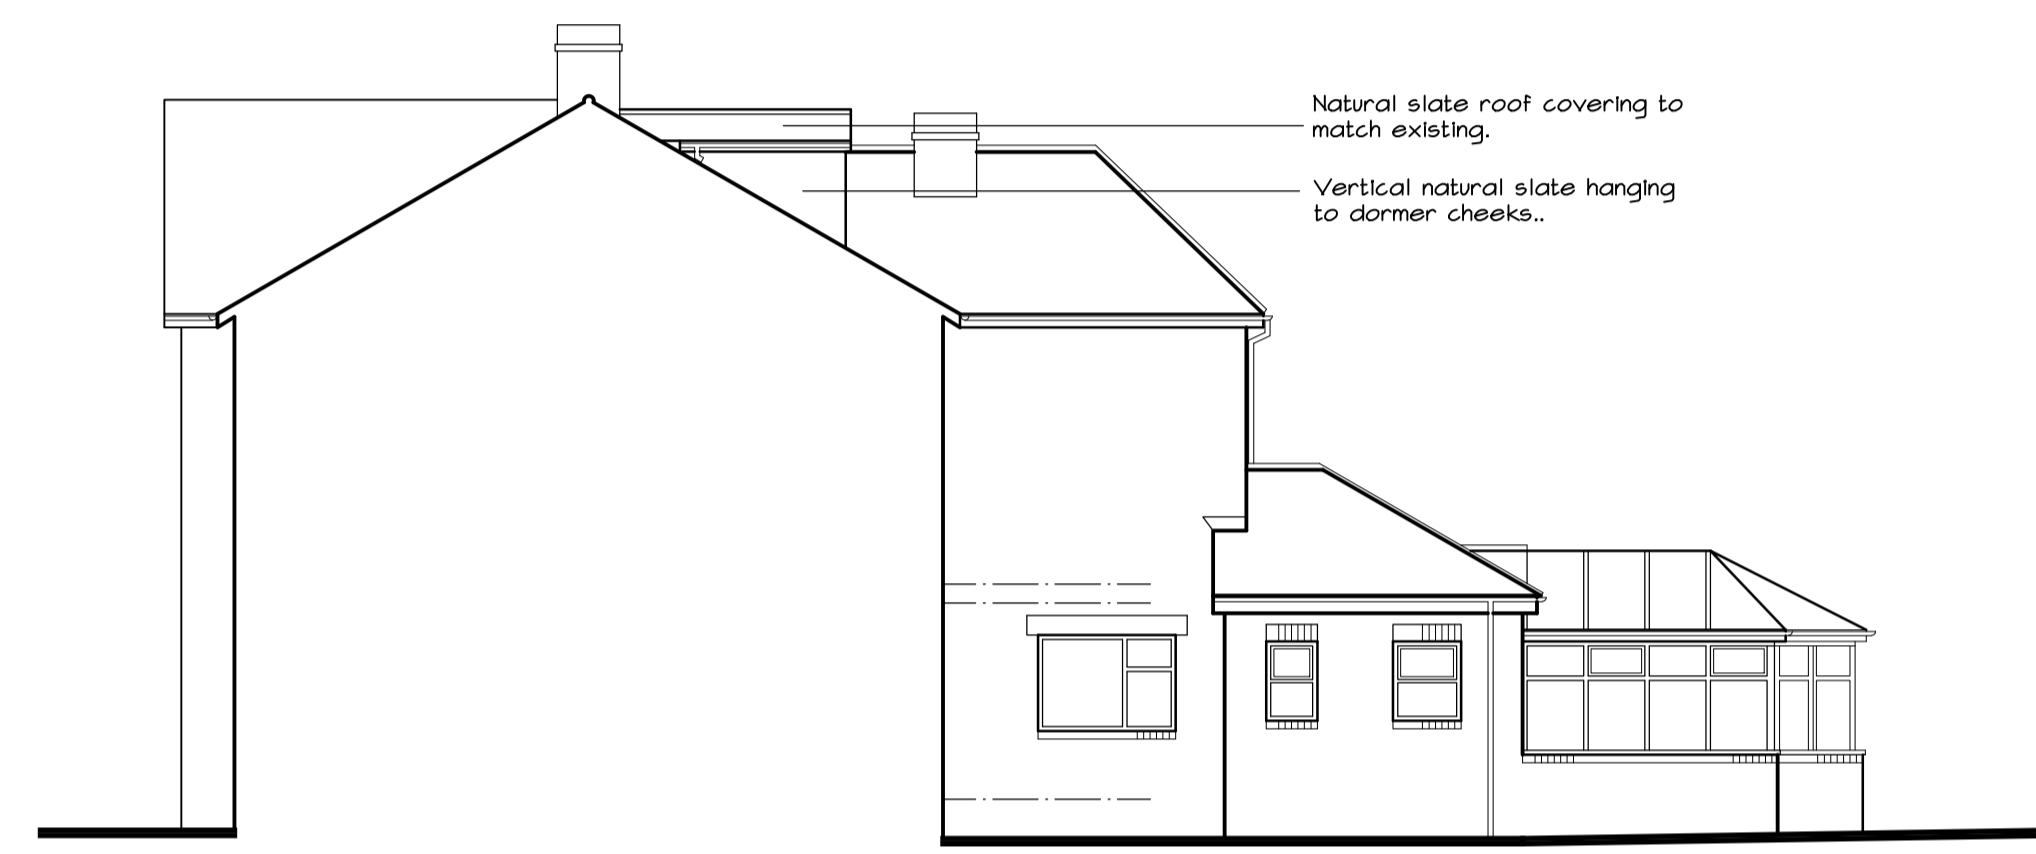 Natural slate roof covering to
match existing.
Vertical natural slate hanging
to dormer cheeks..